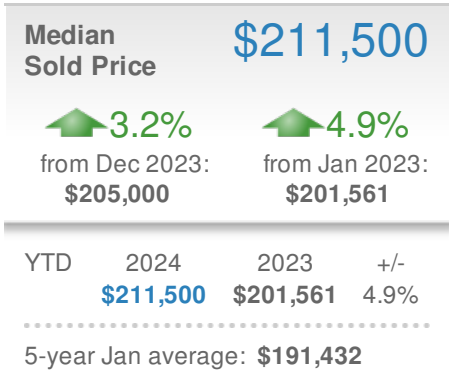 Median $211,500
Sold Price
3.2% 4.9%
from Dec 2023: from Jan 2023:
$205,000 $201,561
YTD 2024 2023 +/-
$211,500 $201,561 4.9%
5-year Jan average: $191,432